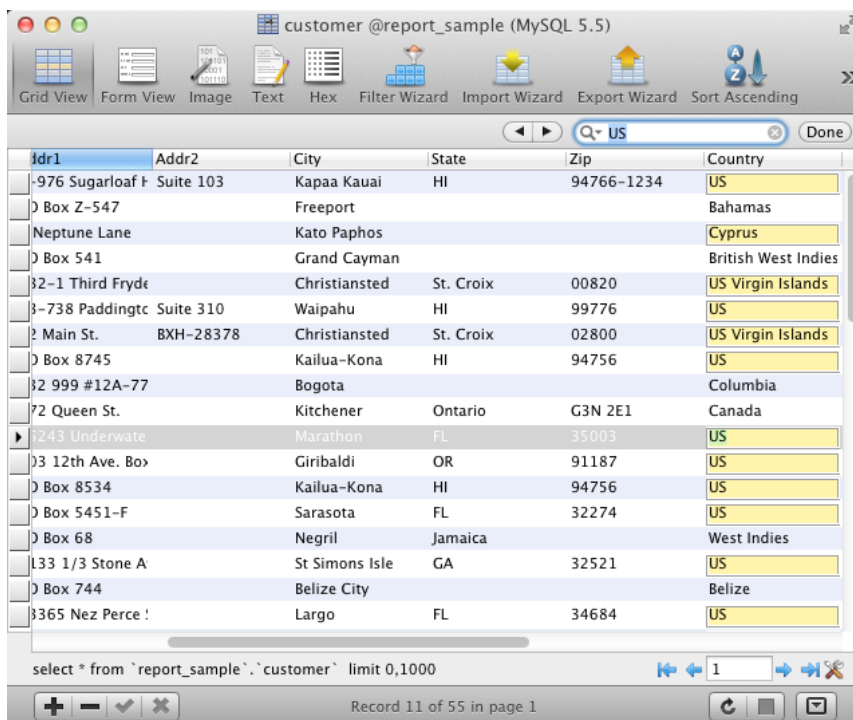 customer @report_sample (MySQL 5.5)
Grid View Form View Image Text Hex Filter Wizard Import Wizard Export Wizard Sort Ascending
US Done
ddr1 Addr2 City State Zip Country
-976 Sugarloaf H Suite 103 Kapaa Kauai HI 94766-1234 US
O Box Z-547 Freeport Bahamas
Neptune Lane Kato Paphos Cyprus
O Box 541 Grand Cayman British West Indies
32-1 Third Fryde Christiansted St. Croix 00820 US Virgin Islands
3-738 Paddingtc Suite 310 Waipahu HI 99776 US
2 Main St. BXH-28378 Christiansted St. Croix 02800 US Virgin Islands
O Box 8745 Kailua-Kona HI 94756 US
32 999 #12A-77 Bogota Columbia
72 Queen St. Kitchener Ontario G3N 2E1 Canada
5243 Underwate Marathon FL 35003 US
03 12th Ave. Box Giribaldi OR 91187 US
O Box 8534 Kailua-Kona HI 94756 US
O Box 5451-F Sarasota FL 32274 US
O Box 68 Negril Jamaica West Indies
133 1/3 Stone A St Simons Isle GA 32521 US
O Box 744 Belize City Belize
3365 Nez Perce Largo FL 34684 US
select * from `report_sample`.`customer` limit 0,1000 1
Record 11 of 55 in page 1